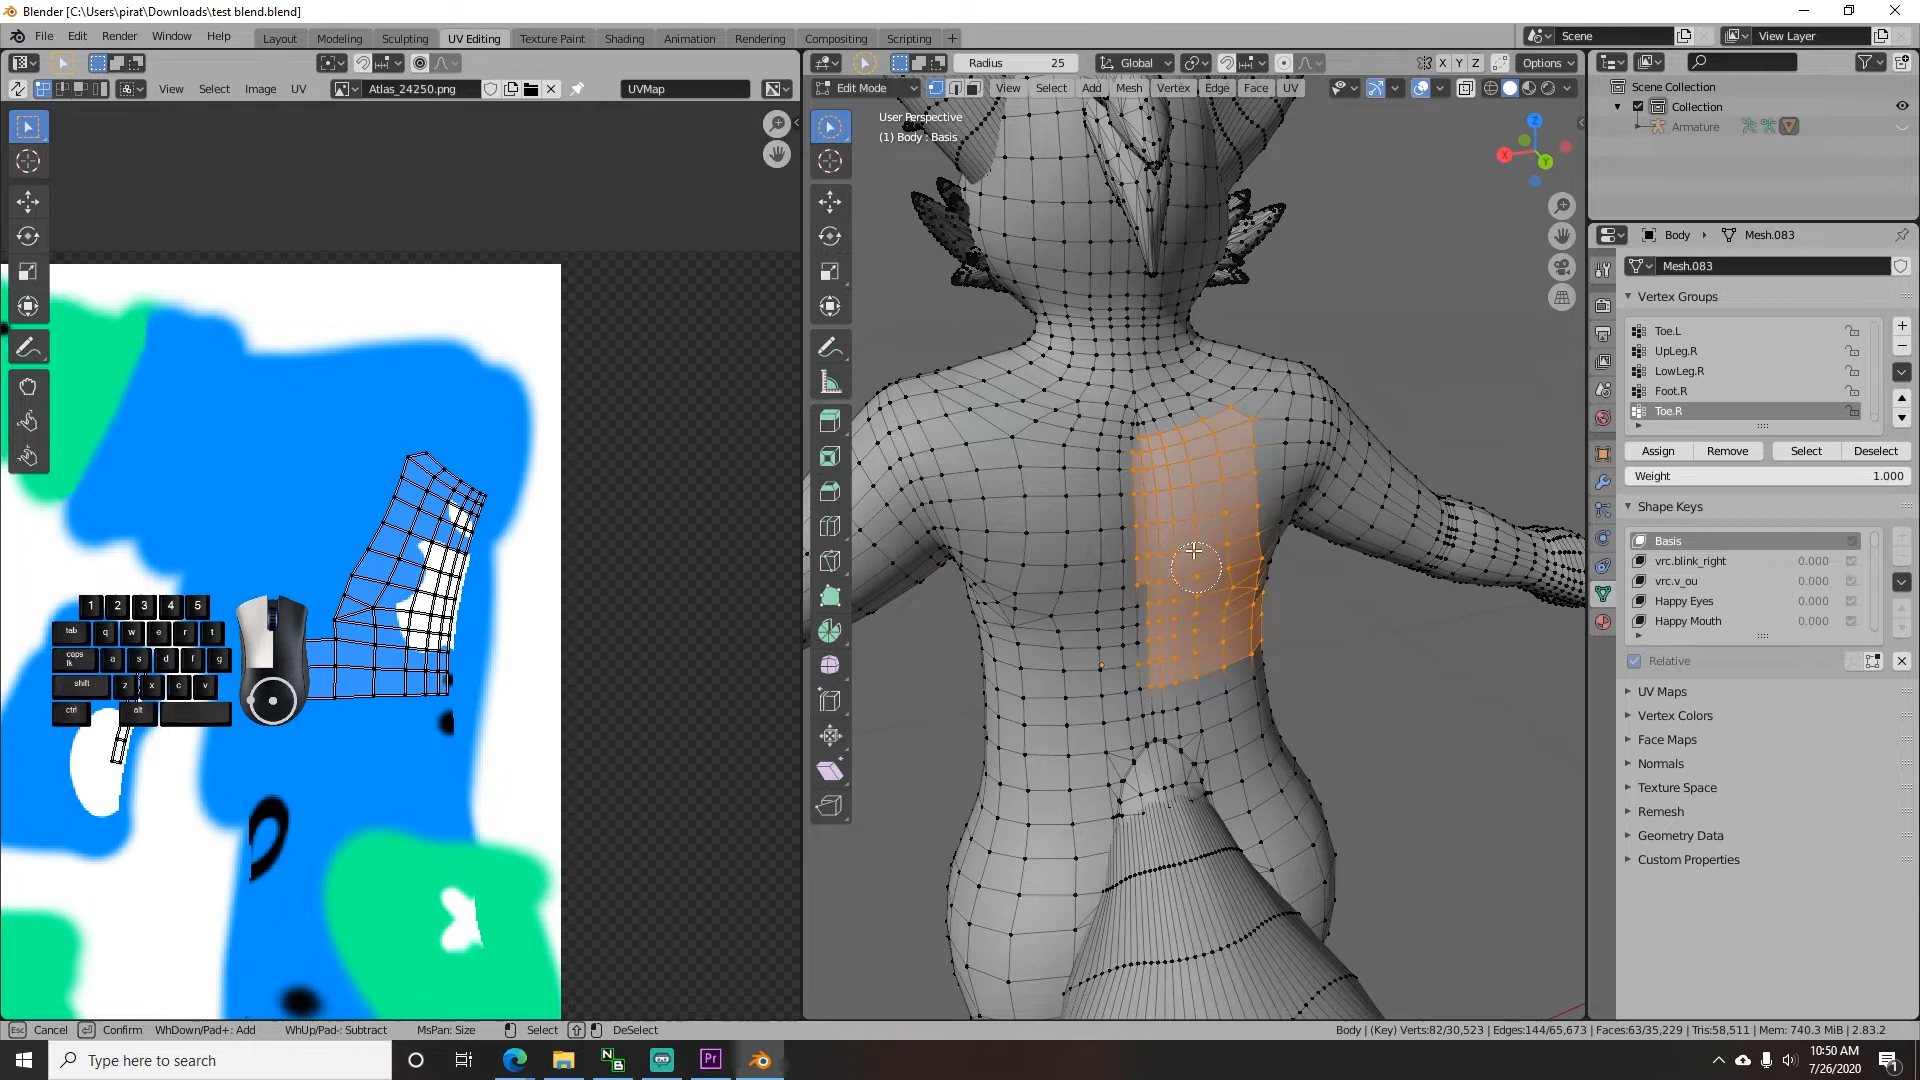 Blender [C:\Users\pirat\Downloads\test blend.blend]
File Edit Render Window Help
Layout Modeling Sculpting UV Editing Texture Paint Shading Animation Rendering Compositing Scripting +
Scene
View Layer
Radius 25
Global
X Y Z
Options
View Select Image UV
Atlas_24250.png
UVMap
Edit Mode
View Select Add Mesh Vertex Edge Face UV
User Perspective
(1) Body : Basis
Z
X
Y
Scene Collection
Collection
Armature
Body
Mesh.083
Mesh.083
Vertex Groups
Toe.L
UpLeg.R
LowLeg.R
Foot.R
Toe.R
Assign Remove Select Deselect
Weight 1.000
Shape Keys
Basis
vrc.blink_right 0.000
vrc.v_ou 0.000
Happy Eyes 0.000
Happy Mouth 0.000
Relative
UV Maps
Vertex Colors
Face Maps
Normals
Texture Space
Remesh
Geometry Data
Custom Properties
1 2 3 4 5
tab q w e r t
caps lk a s d f g
shift z x c v
ctrl alt
Esc Cancel Confirm WhDown/Pad+: Add WhUp/Pad-: Subtract MsPan: Size Select DeSelect
Body | (Key) Verts:82/30,523 | Edges:144/65,673 | Faces:63/35,229 | Tris:58,511 | Mem: 740.3 MiB | 2.83.2
Type here to search
Pr
10:50 AM
7/26/2020